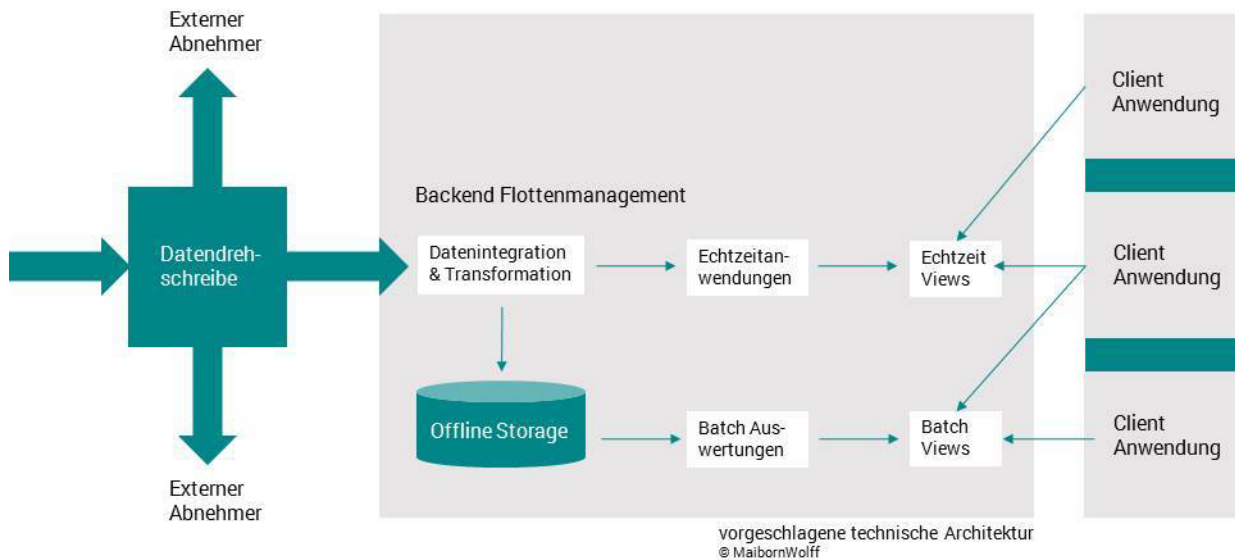 Externer
Abnehmer
Datendreh-
schreibe
Externer
Abnehmer
Backend Flottenmanagement
Datenintegration
& Transformation
Echtzeitan-
wendungen
Echtzeit
Views
Offline Storage
Batch Aus-
wertungen
Batch
Views
Client
Anwendung
Client
Anwendung
Client
Anwendung
vorgeschlagene technische Architektur
© MaibornWolff